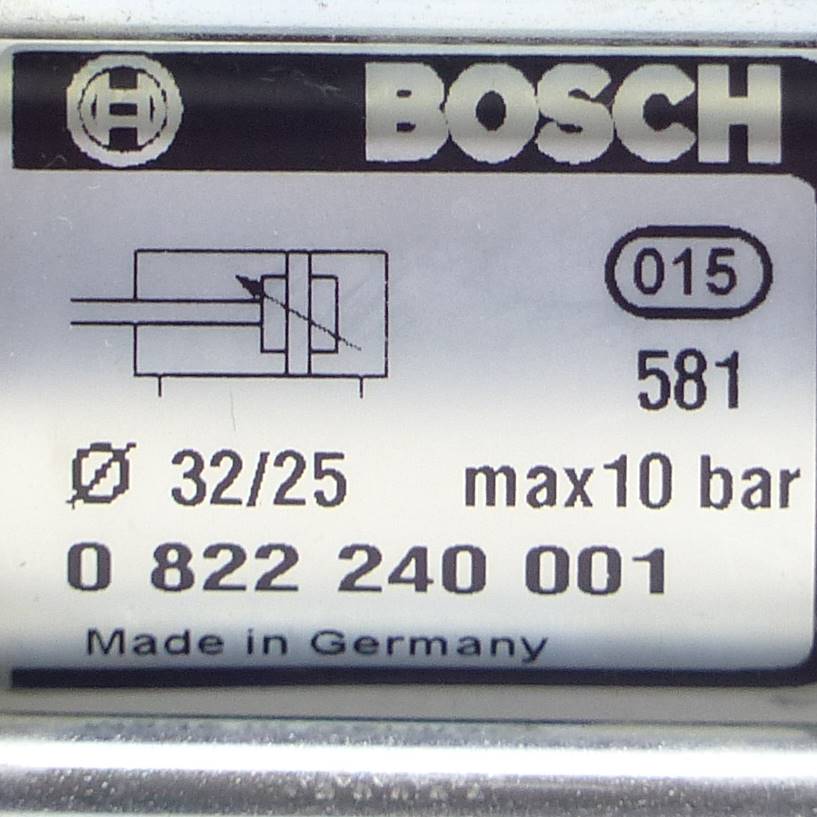 BOSCH
015
581
Ø 32/25 max10 bar
0 822 240 001
Made in Germany